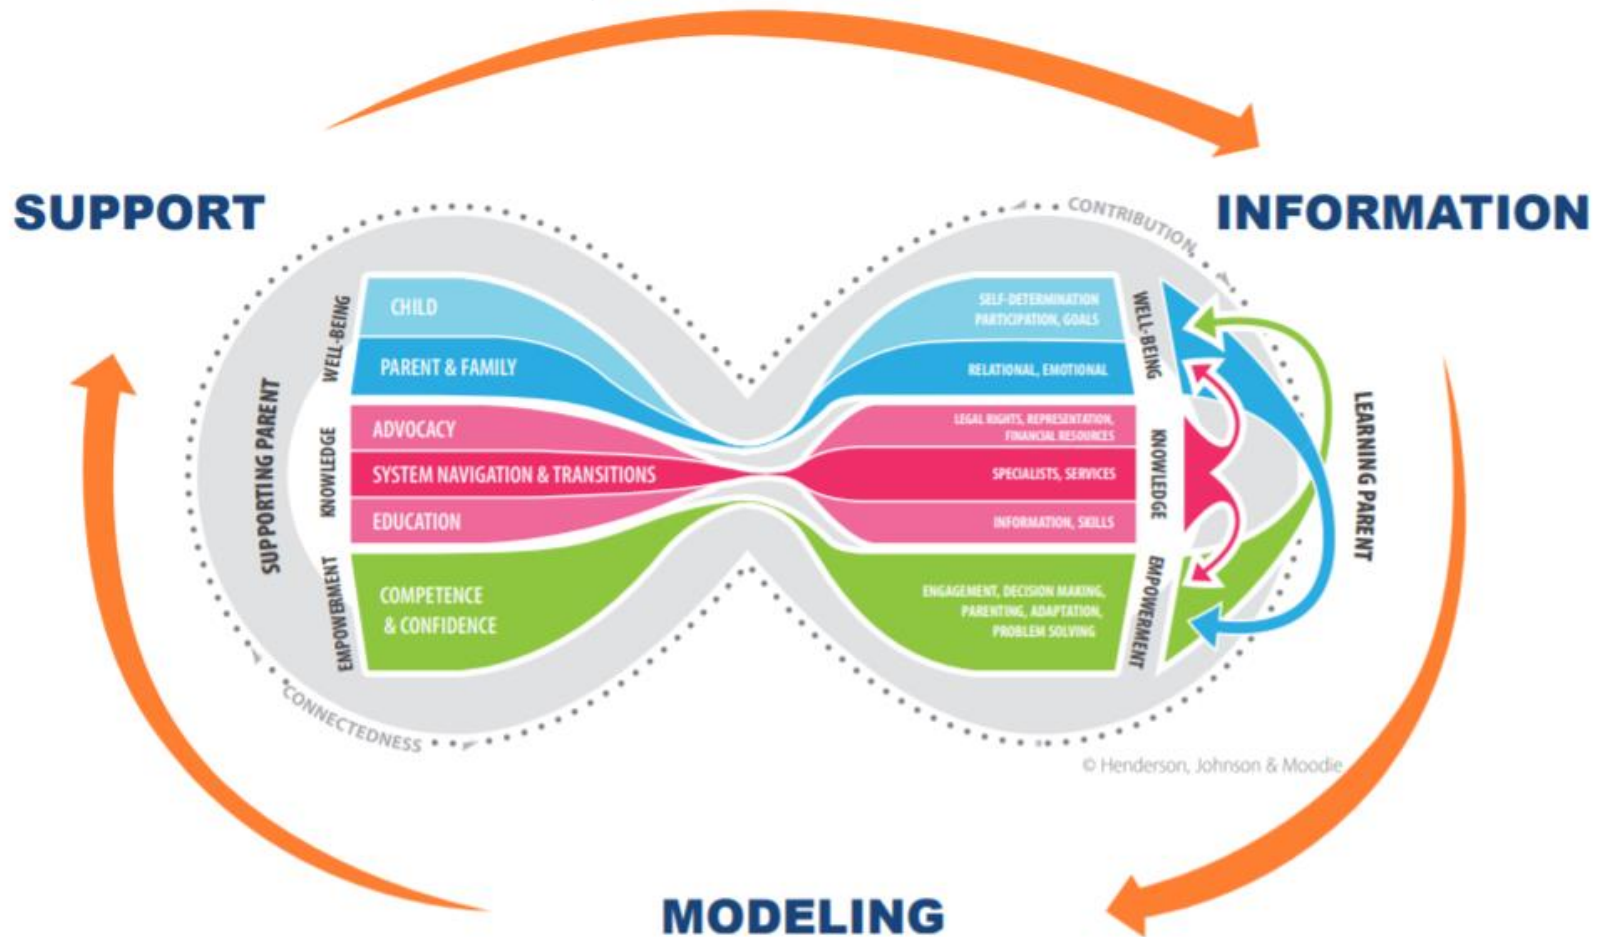 SUPPORT
INFORMATION
CONTRIBUTION
WELL-BEING
CHILD
PARENT & FAMILY
SUPPORTING PARENT
KNOWLEDGE
ADVOCACY
SYSTEM NAVIGATION & TRANSITIONS
EDUCATION
EMPOWERMENT
COMPETENCE
& CONFIDENCE
CONNECTEDNESS
SELF-DETERMINATION
PARTICIPATION, GOALS
RELATIONAL, EMOTIONAL
WELL-BEING
LEGAL RIGHTS, REPRESENTATION,
FINANCIAL RESOURCES
SPECIALISTS, SERVICES
INFORMATION, SKILLS
KNOWLEDGE
ENGAGEMENT, DECISION MAKING,
PARENTING, ADAPTATION,
PROBLEM SOLVING
EMPOWERMENT
LEARNING PARENT
© Henderson, Johnson & Moodie
MODELING